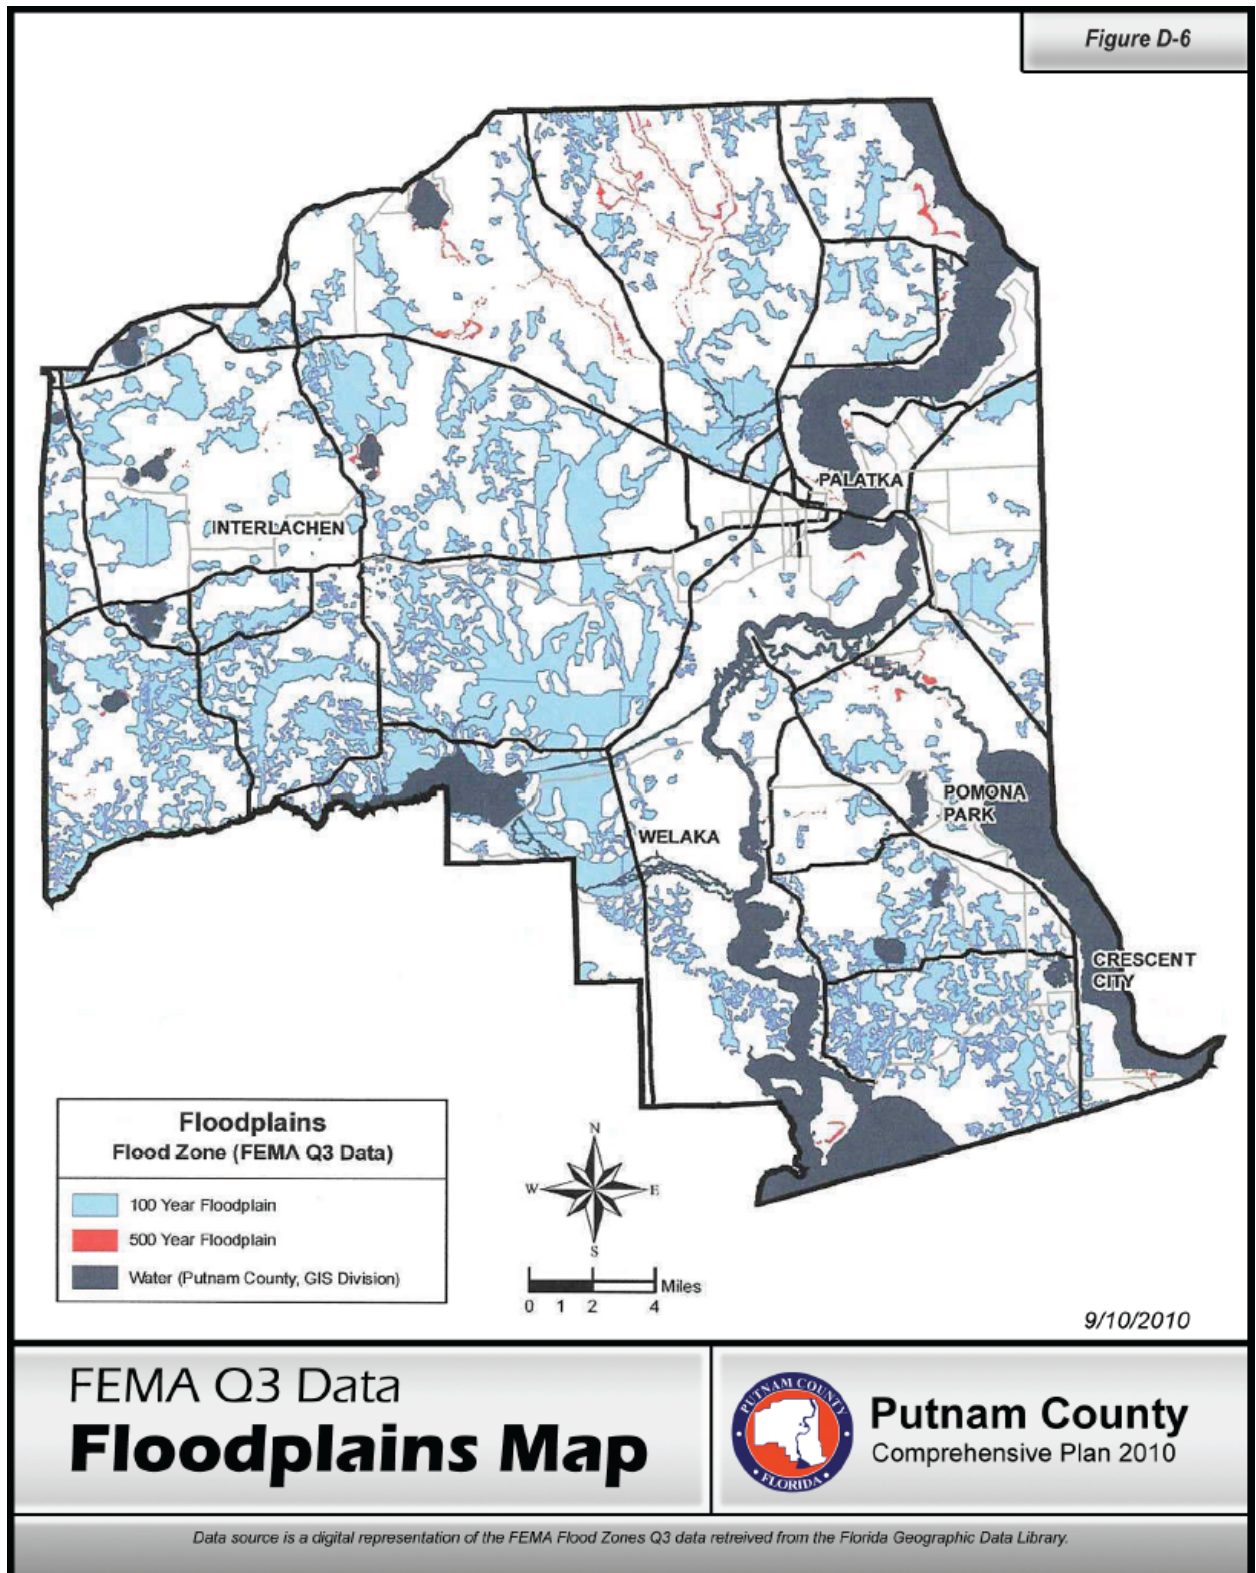 Figure D-6
PALATKA
INTERLACHEN
POMONA
PARK
WELAKA
CRESCENT
CITY
Floodplains
Flood Zone (FEMA Q3 Data)
100 Year Floodplain
500 Year Floodplain
Water (Putnam County, GIS Division)
N
W E
S
Miles
0 1 2 4
9/10/2010
FEMA Q3 Data
Floodplains Map
PUTNAM COUNTY
FLORIDA
Putnam County
Comprehensive Plan 2010
Data source is a digital representation of the FEMA Flood Zones Q3 data retreived from the Florida Geographic Data Library.